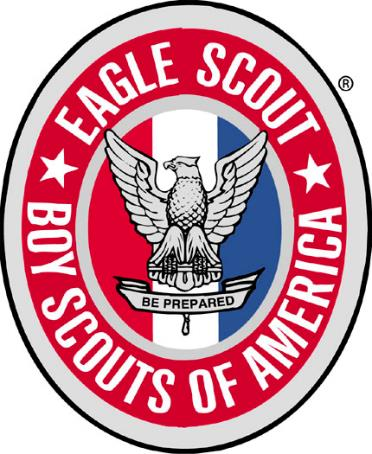 EAGLE SCOUT
®
BE PREPARED
BOY SCOUTS OF AMERICA